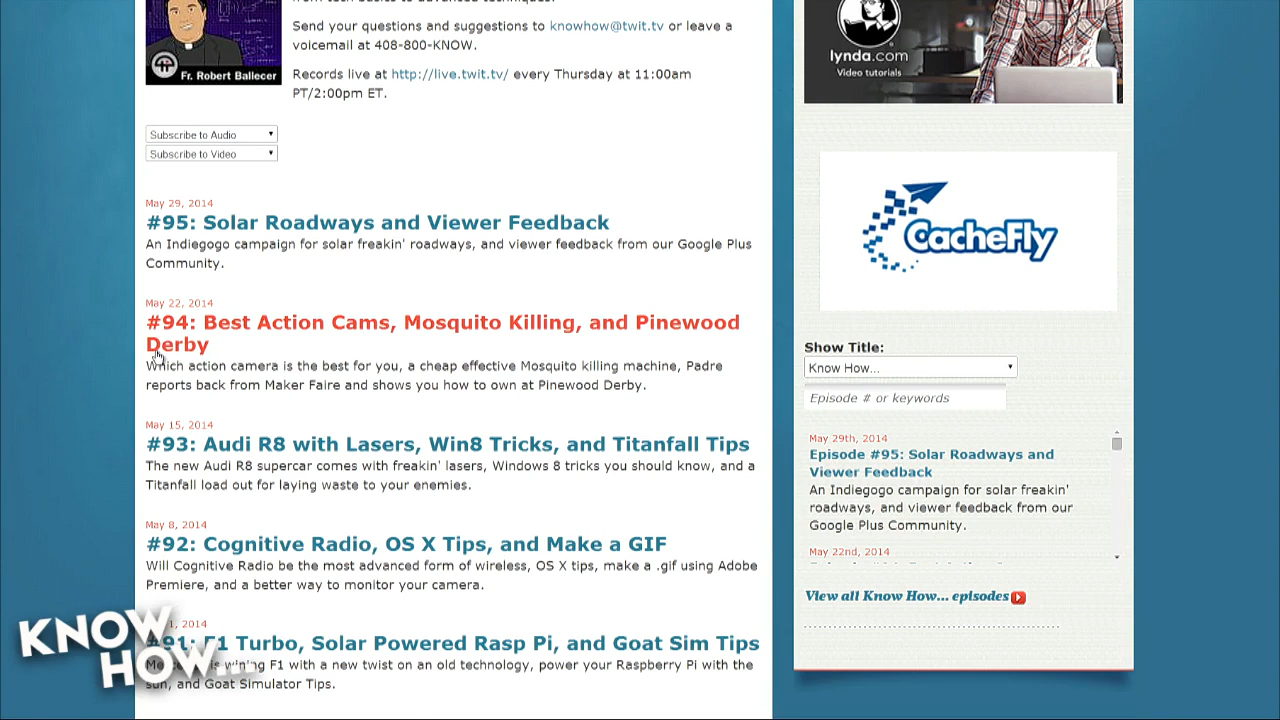 from tech basics to advanced techniques.
Send your questions and suggestions to knowhow@twit.tv or leave a
voicemail at 408-800-KNOW.
Fr. Robert Ballecer
Records live at http://live.twit.tv/ every Thursday at 11:00am
PT/2:00pm ET.
Subscribe to Audio
Subscribe to Video
May 29, 2014
#95: Solar Roadways and Viewer Feedback
An Indiegogo campaign for solar freakin' roadways, and viewer feedback from our Google Plus
Community.
May 22, 2014
#94: Best Action Cams, Mosquito Killing, and Pinewood
Derby
Which action camera is the best for you, a cheap effective Mosquito killing machine, Padre
reports back from Maker Faire and shows you how to own at Pinewood Derby.
May 15, 2014
#93: Audi R8 with Lasers, Win8 Tricks, and Titanfall Tips
The new Audi R8 supercar comes with freakin' lasers, Windows 8 tricks you should know, and a
Titanfall load out for laying waste to your enemies.
May 8, 2014
#92: Cognitive Radio, OS X Tips, and Make a GIF
Will Cognitive Radio be the most advanced form of wireless, OS X tips, make a .gif using Adobe
Premiere, and a better way to monitor your camera.
1, 2014
#91: F1 Turbo, Solar Powered Rasp Pi, and Goat Sim Tips
wining F1 with a new twist on an old technology, power your Raspberry Pi with the
sun, and Goat Simulator Tips.
KNOW
HOW...
lynda.com
Video tutorials
CacheFly
Show Title:
Know How...
Episode # or keywords
May 29th, 2014
Episode #95: Solar Roadways and
Viewer Feedback
An Indiegogo campaign for solar freakin'
roadways, and viewer feedback from our
Google Plus Community.
May 22nd, 2014
View all Know How... episodes